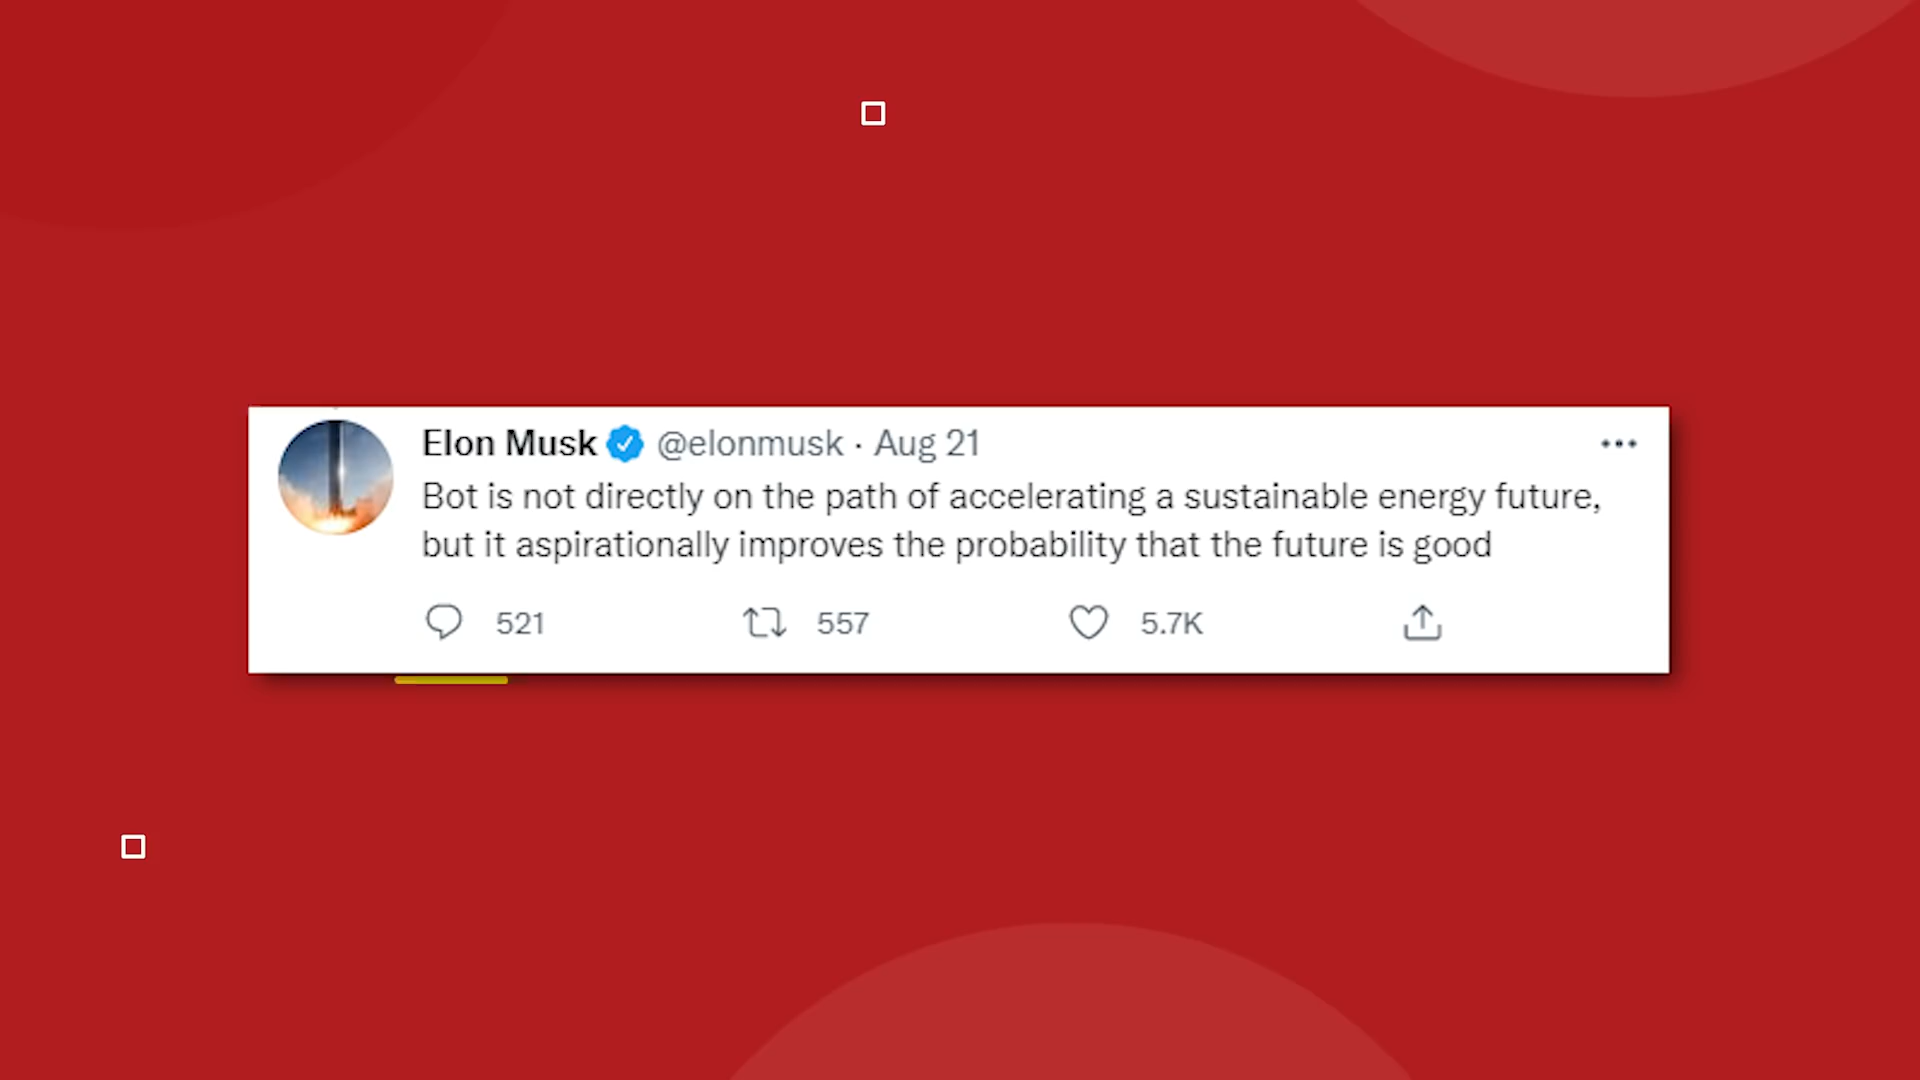 Elon Musk @elonmusk · Aug 21
Bot is not directly on the path of accelerating a sustainable energy future,
but it aspirationally improves the probability that the future is good
521 557 5.7K